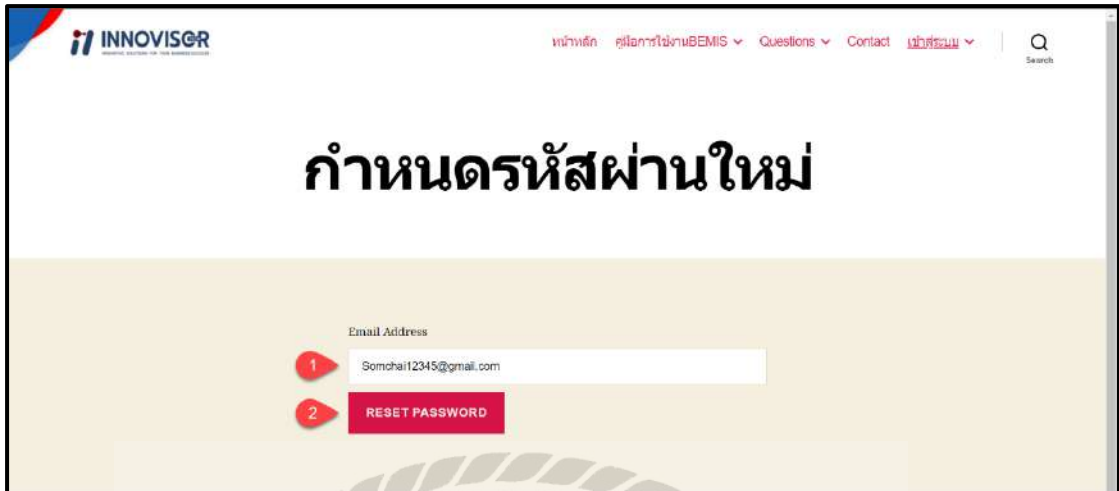 INNOVISOR
หน้าหลัก คู่มือการใช้งานBEMIS Questions Contact เข้าสู่ระบบ
Search
กำหนดรหัสผ่านใหม่
Email Address
1 Somchai12345@gmail.com
2 RESET PASSWORD